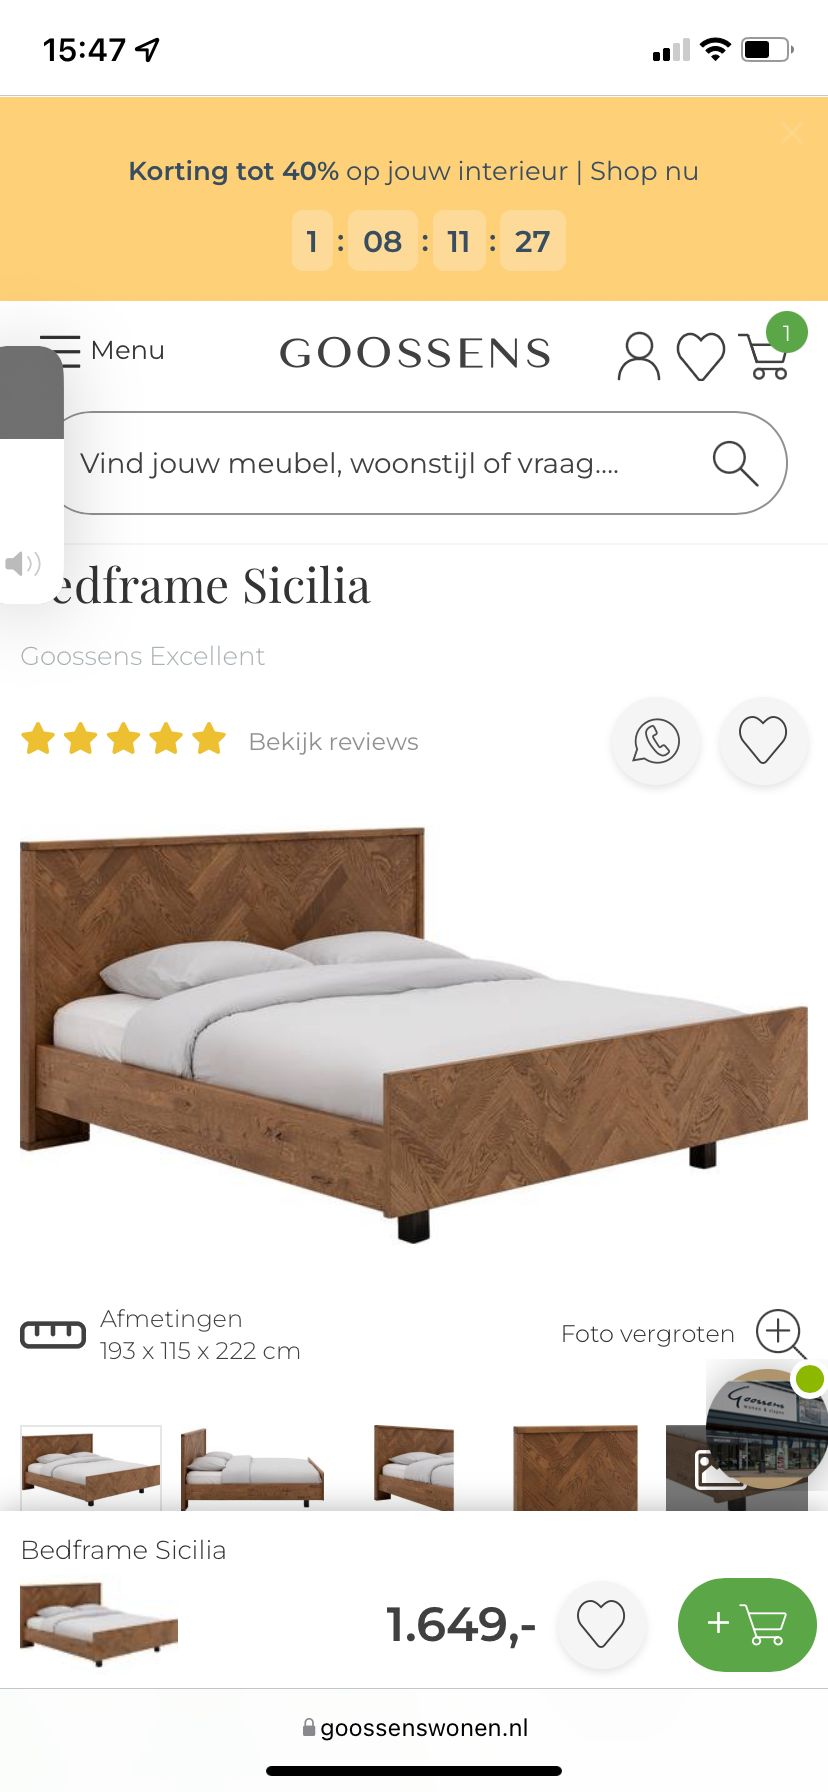 15:47
Korting tot 40% op jouw interieur | Shop nu
1 : 08 : 11 : 27
Menu
GOOSSENS
1
Vind jouw meubel, woonstijl of vraag....
edframe Sicilia
Goossens Excellent
Bekijk reviews
Afmetingen
193 x 115 x 222 cm
Foto vergroten
Goossens
Bedframe Sicilia
1.649,-
+
goossenswonen.nl